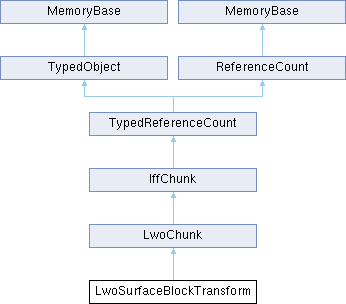 MemoryBase MemoryBase
TypedObject ReferenceCount
TypedReferenceCount
IffChunk
LwoChunk
LwoSurfaceBlockTransform